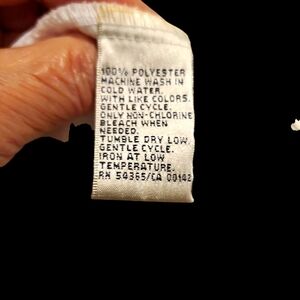 100% POLYESTER
MACHINE WASH IN
COLD WATER.
WITH LIKE COLORS.
GENTLE CYCLE.
ONLY NON-CHLORINE
BLEACH WHEN
NEEDED.
TUMBLE DRY LOW.
GENTLE CYCLE.
IRON AT LOW
TEMPERATURE.
RN 54365/CA 00142